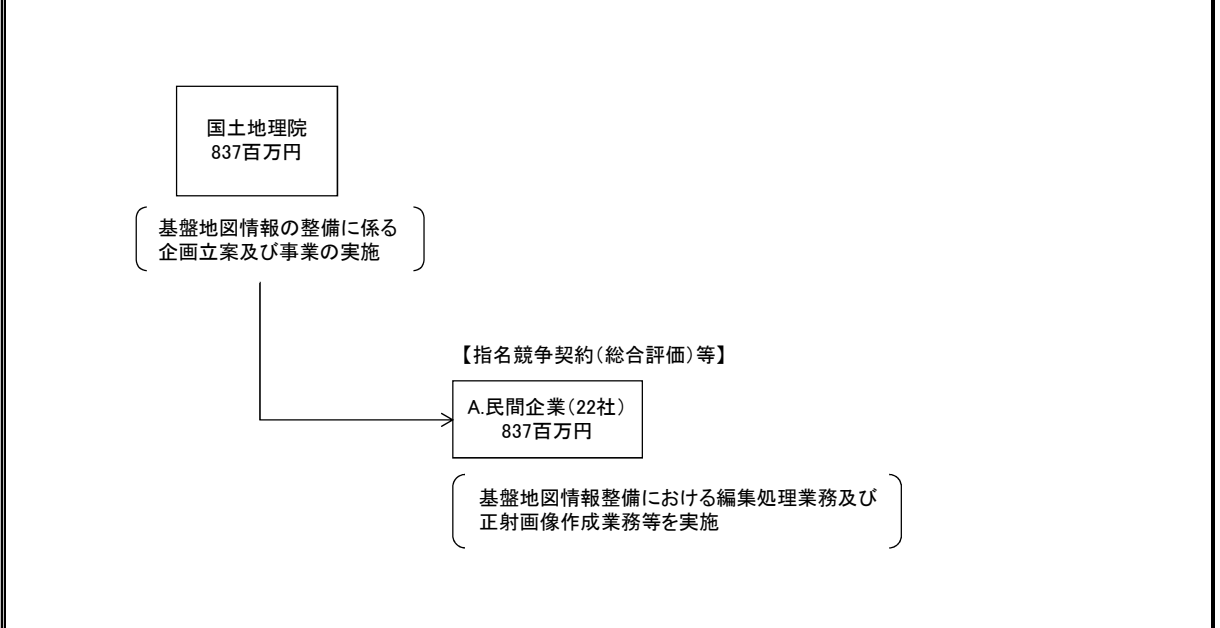 国土地理院
837百万円
基盤地図情報の整備に係る
企画立案及び事業の実施
【指名競争契約(総合評価)等】
A.民間企業(22社)
837百万円
基盤地図情報整備における編集処理業務及び
正射画像作成業務等を実施